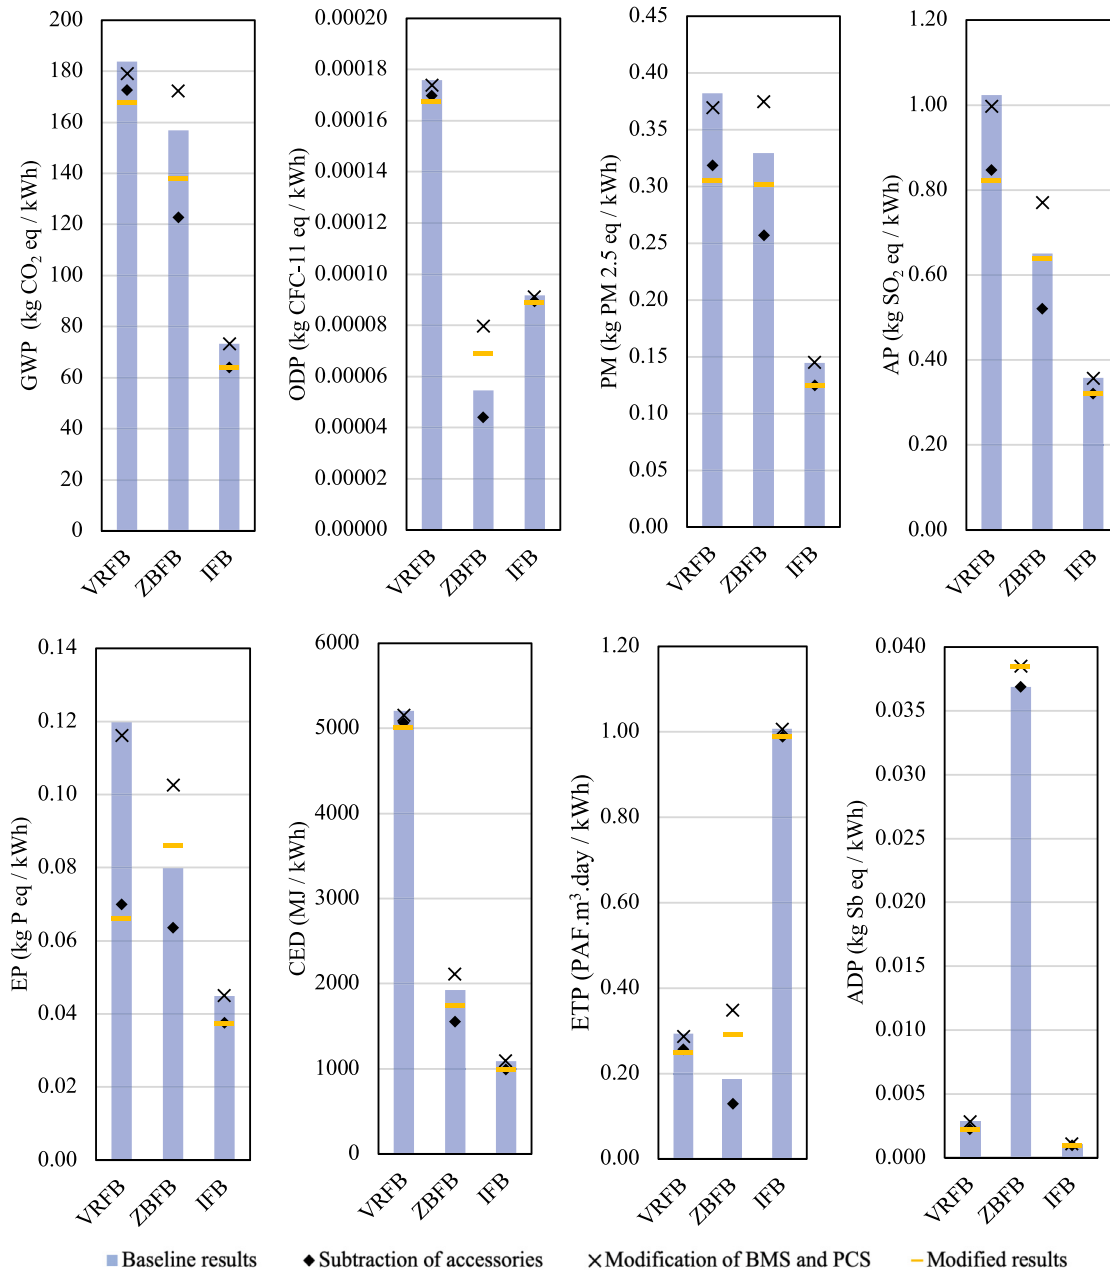 GWP (kg CO₂ eq / kWh)
200
180
160
140
120
100
80
60
40
20
0
VRFB
ZBFB
IFB
ODP (kg CFC-11 eq / kWh)
0.00020
0.00018
0.00016
0.00014
0.00012
0.00010
0.00008
0.00006
0.00004
0.00002
0.00000
VRFB
ZBFB
IFB
PM (kg PM 2.5 eq / kWh)
0.45
0.40
0.35
0.30
0.25
0.20
0.15
0.10
0.05
0.00
VRFB
ZBFB
IFB
AP (kg SO₂ eq / kWh)
1.20
1.00
0.80
0.60
0.40
0.20
0.00
VRFB
ZBFB
IFB
EP (kg P eq / kWh)
0.14
0.12
0.10
0.08
0.06
0.04
0.02
0.00
VRFB
ZBFB
IFB
CED (MJ / kWh)
6000
5000
4000
3000
2000
1000
0
VRFB
ZBFB
IFB
ETP (PAF.m³.day / kWh)
1.20
1.00
0.80
0.60
0.40
0.20
0.00
VRFB
ZBFB
IFB
ADP (kg Sb eq / kWh)
0.040
0.035
0.030
0.025
0.020
0.015
0.010
0.005
0.000
VRFB
ZBFB
IFB
Baseline results
Subtraction of accessories
Modification of BMS and PCS
Modified results